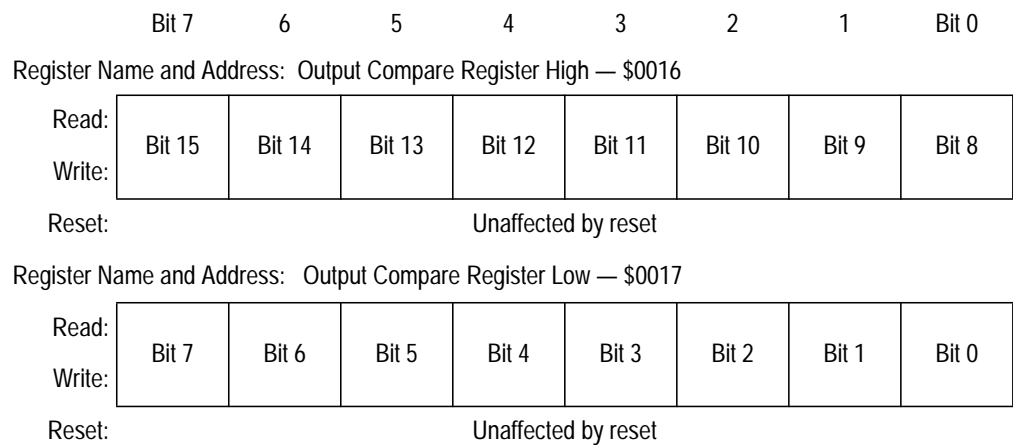 Bit 7 6 5 4 3 2 1 Bit 0
Register Name and Address: Output Compare Register High — $0016
Read:
Write:
Bit 15 Bit 14 Bit 13 Bit 12 Bit 11 Bit 10 Bit 9 Bit 8
Reset: Unaffected by reset
Register Name and Address: Output Compare Register Low — $0017
Read:
Write:
Bit 7 Bit 6 Bit 5 Bit 4 Bit 3 Bit 2 Bit 1 Bit 0
Reset: Unaffected by reset